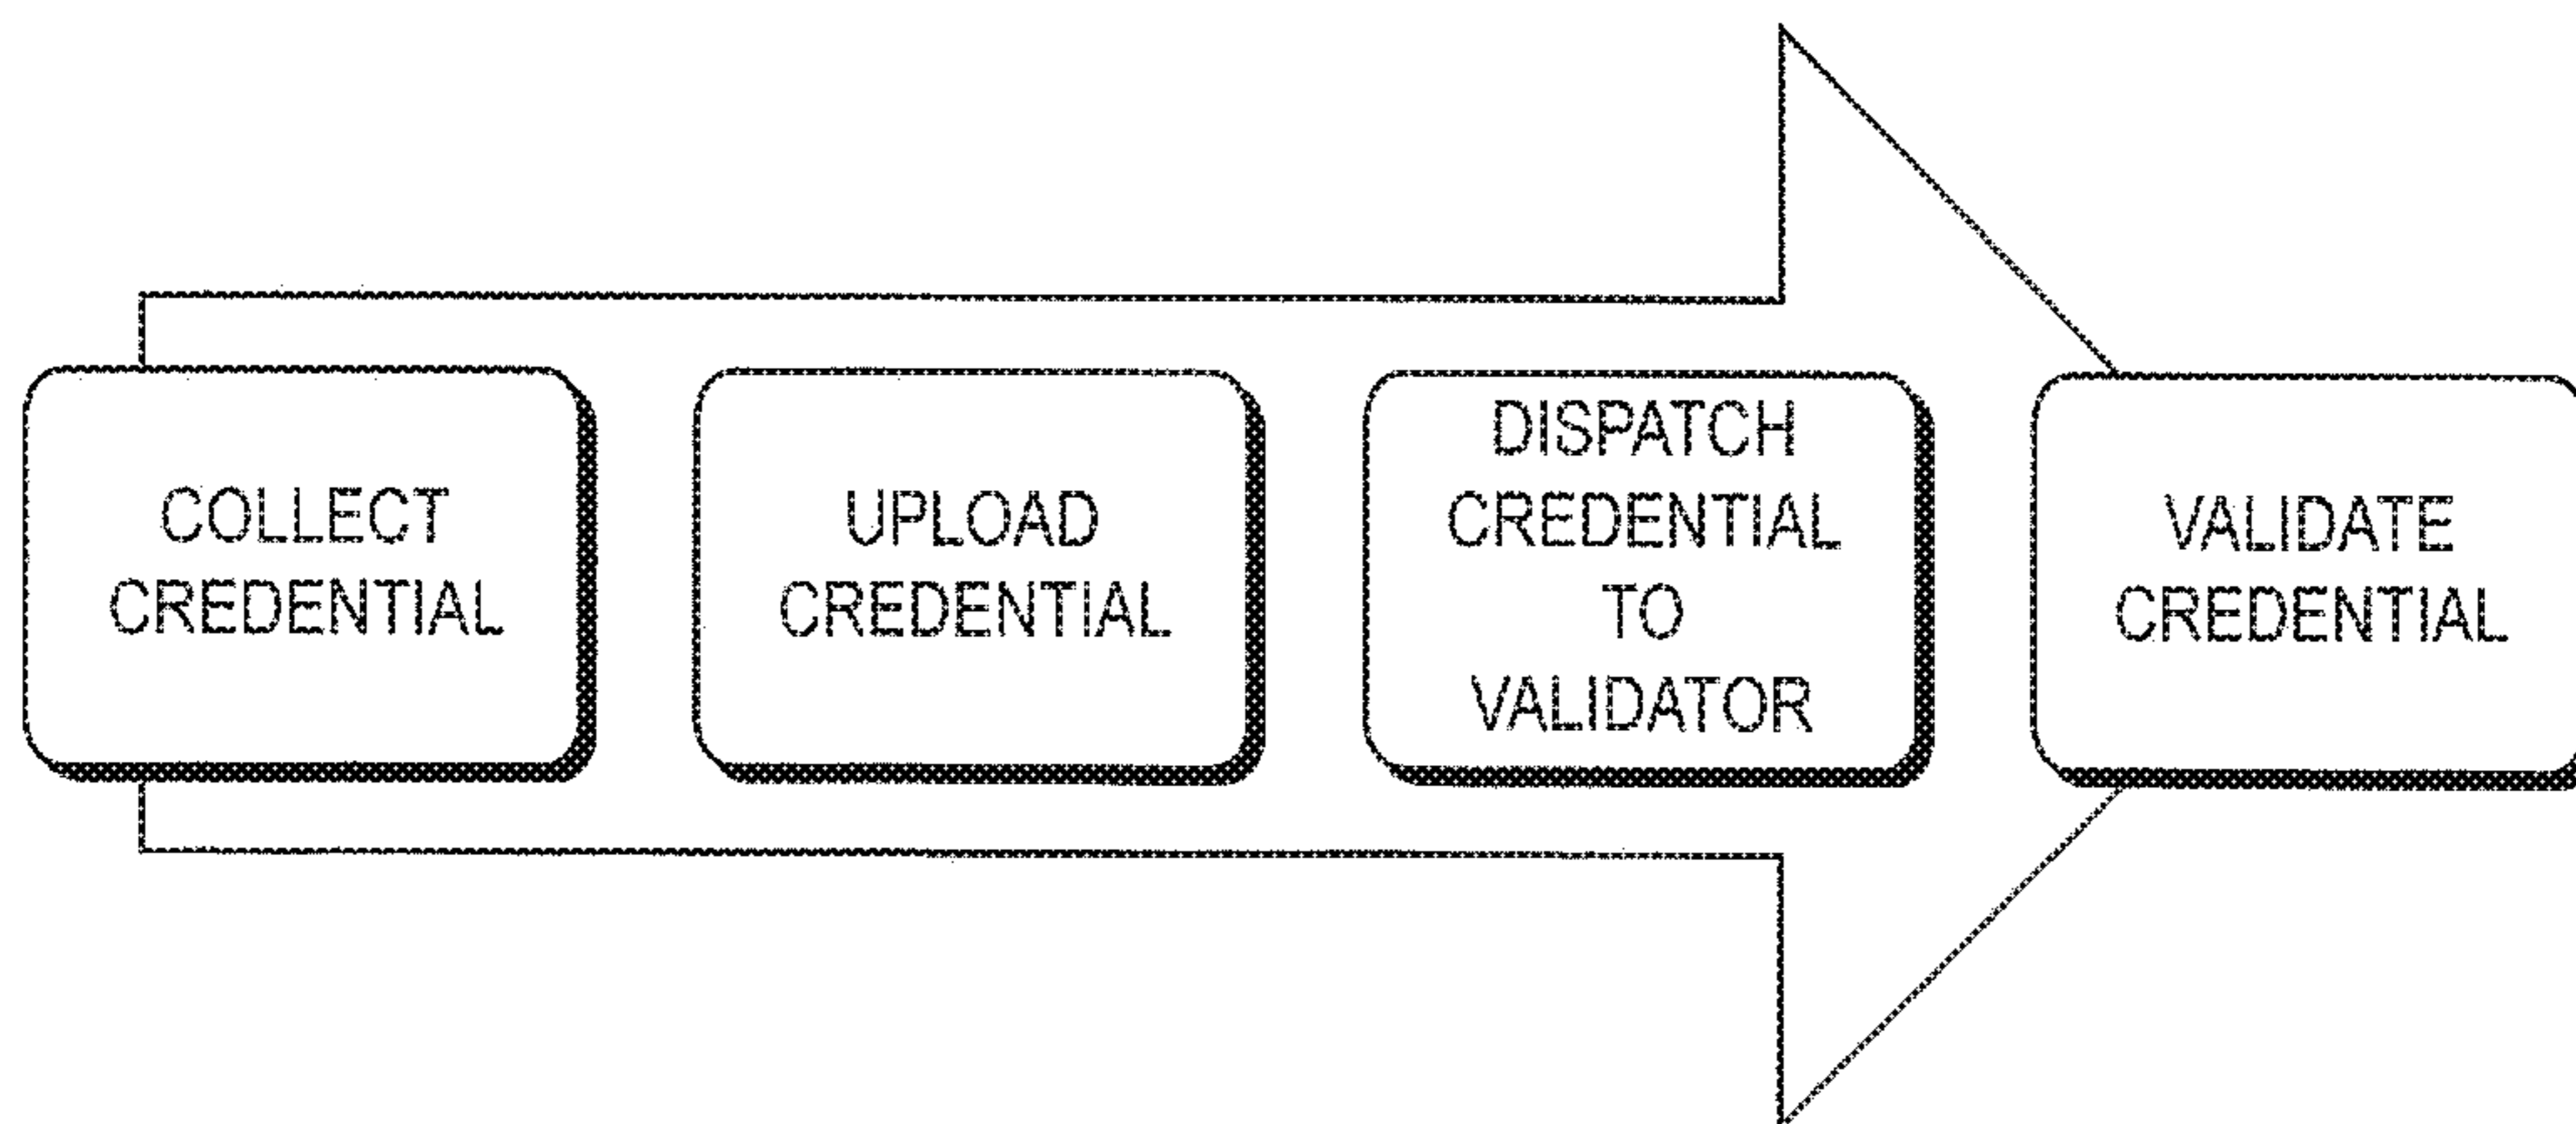 COLLECT
CREDENTIAL
UPLOAD
CREDENTIAL
DISPATCH
CREDENTIAL
TO
VALIDATOR
VALIDATE
CREDENTIAL